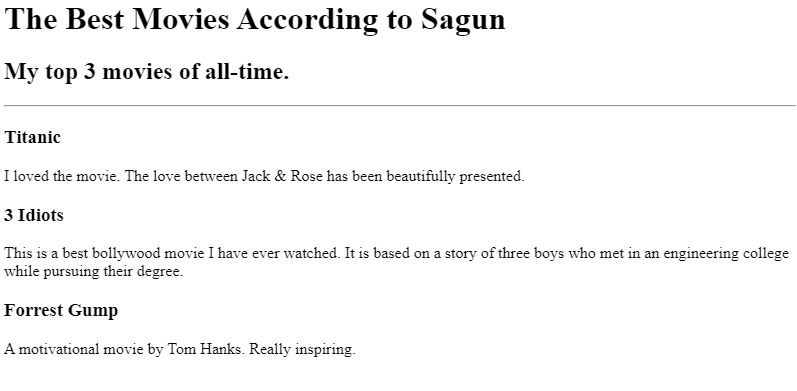 The Best Movies According to Sagun
My top 3 movies of all-time.
Titanic
I loved the movie. The love between Jack & Rose has been beautifully presented.
3 Idiots
This is a best bollywood movie I have ever watched. It is based on a story of three boys who met in an engineering college
while pursuing their degree.
Forrest Gump
A motivational movie by Tom Hanks. Really inspiring.